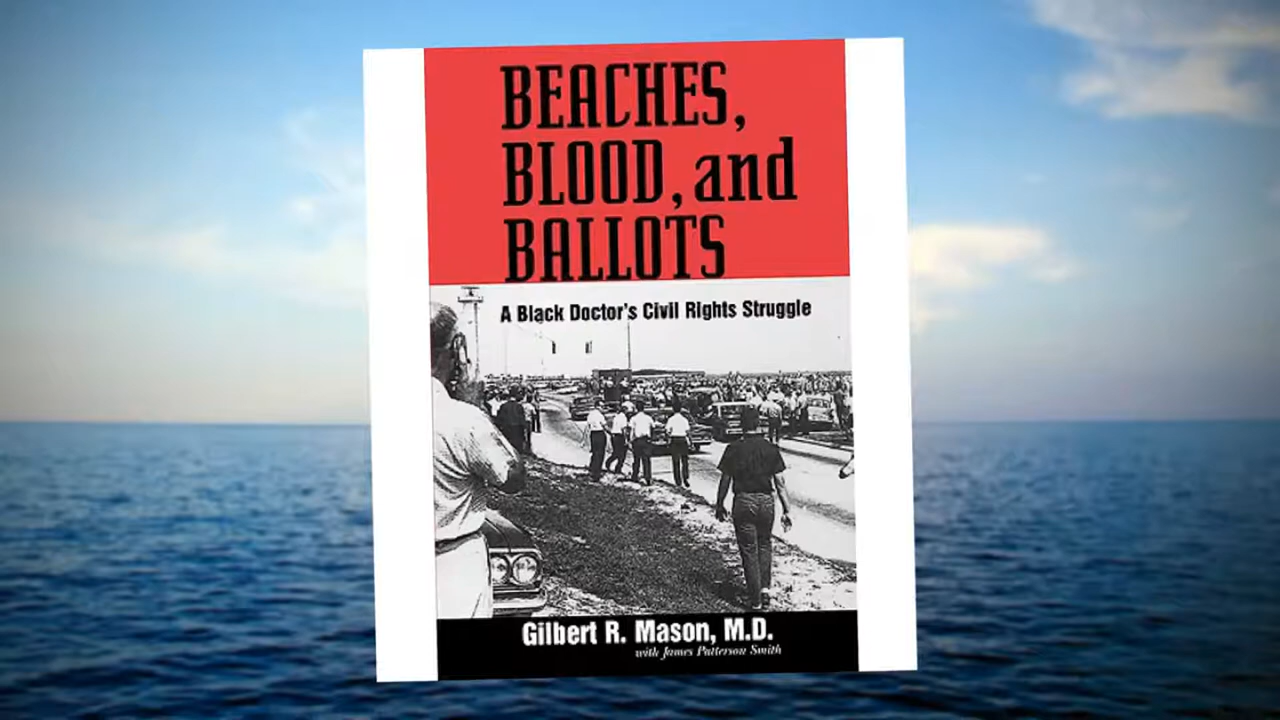 BEACHES,
BLOOD, and
BALLOTS
A Black Doctor's Civil Rights Struggle
Gilbert R. Mason, M.D.
with James Patterson Smith